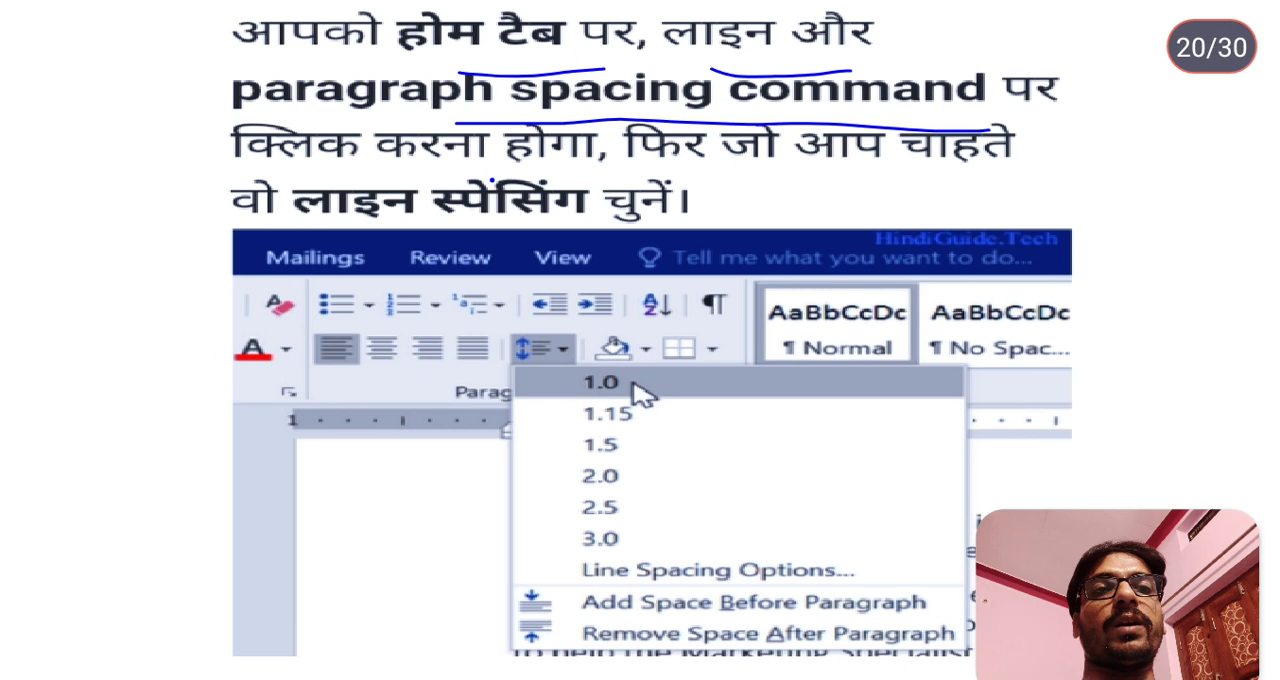 आपको होम टैब पर, लाइन और
20/30
paragraph spacing command पर
क्लिक करना होगा, फिर जो आप चाहते
वो लाइन स्पेंसिंग चुनें।
HindiGuide.Tech
Mailings Review View Tell me what you want to do...
AaBbCcDc AaBbCcDc
¶ Normal ¶ No Spac...
Parag
1.0
1
1.15
1.5
2.0
2.5
3.0
Line Spacing Options...
Add Space Before Paragraph
Remove Space After Paragraph